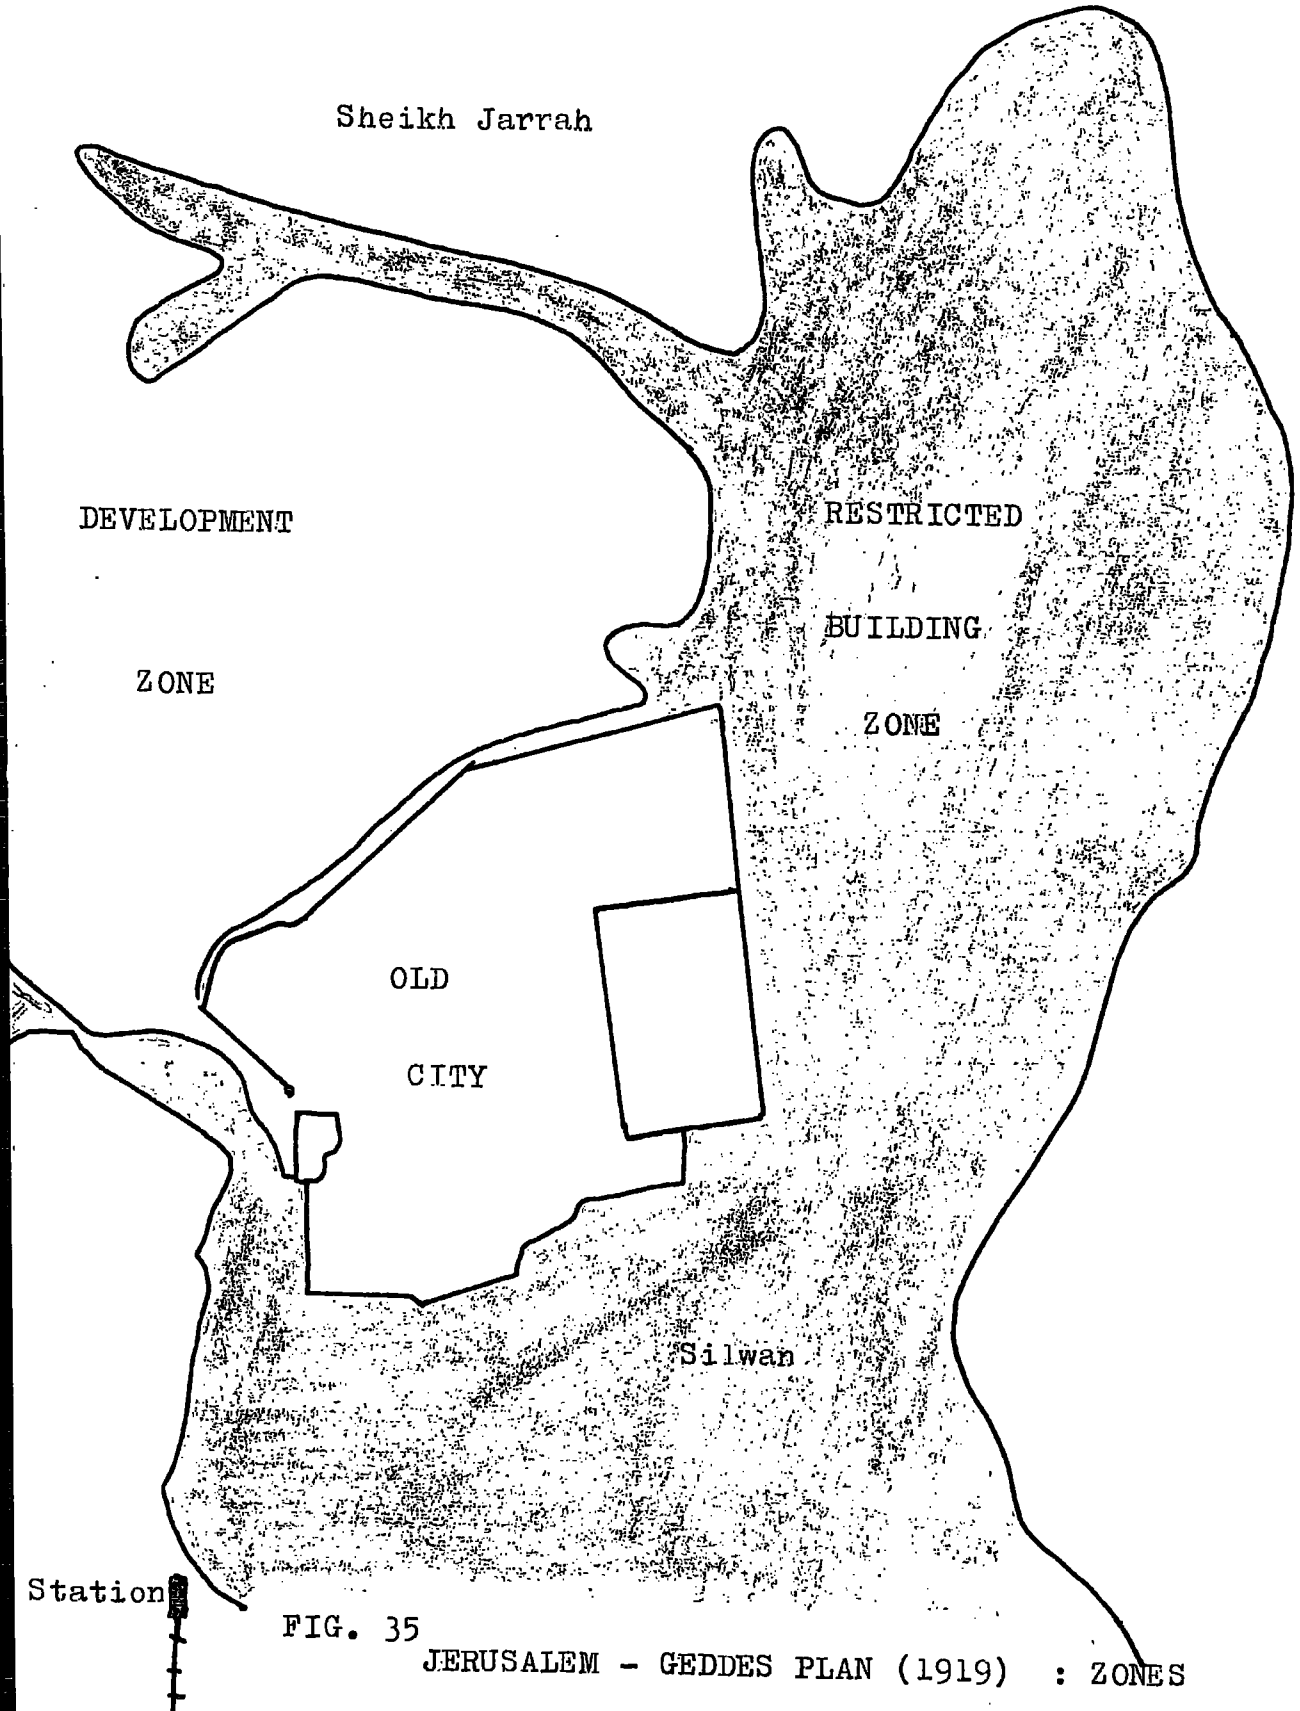 Sheikh Jarrah
DEVELOPMENT
ZONE
RESTRICTED
BUILDING
ZONE
OLD
CITY
Silwan
Station
FIG. 35
JERUSALEM - GEDDES PLAN (1919) : ZONES